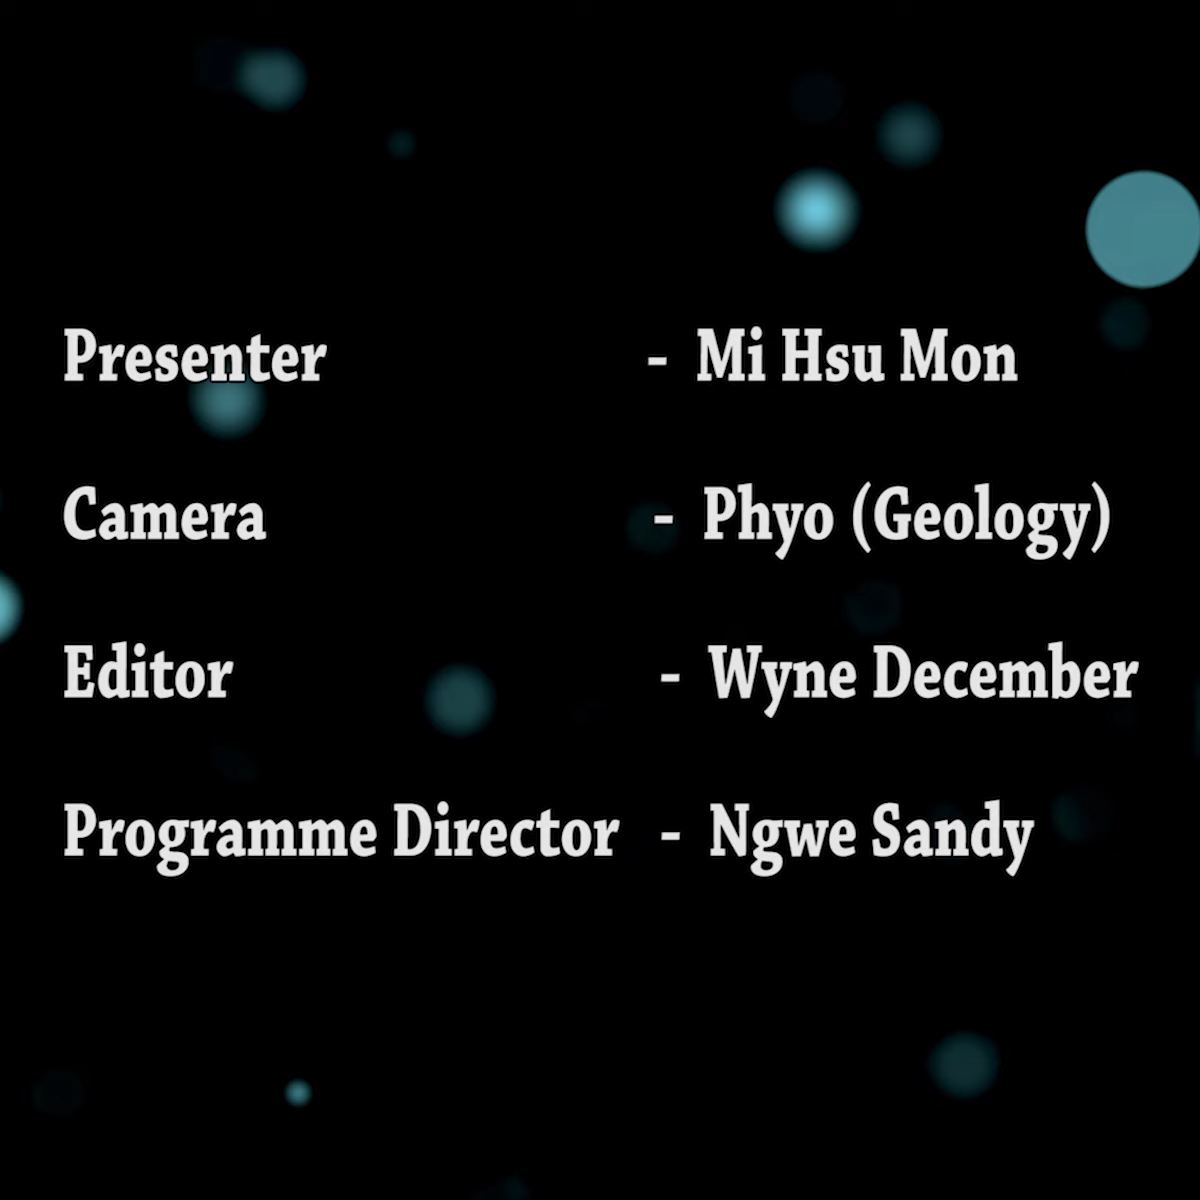 Presenter - Mi Hsu Mon
Camera - Phyo (Geology)
Editor - Wyne December
Programme Director - Ngwe Sandy